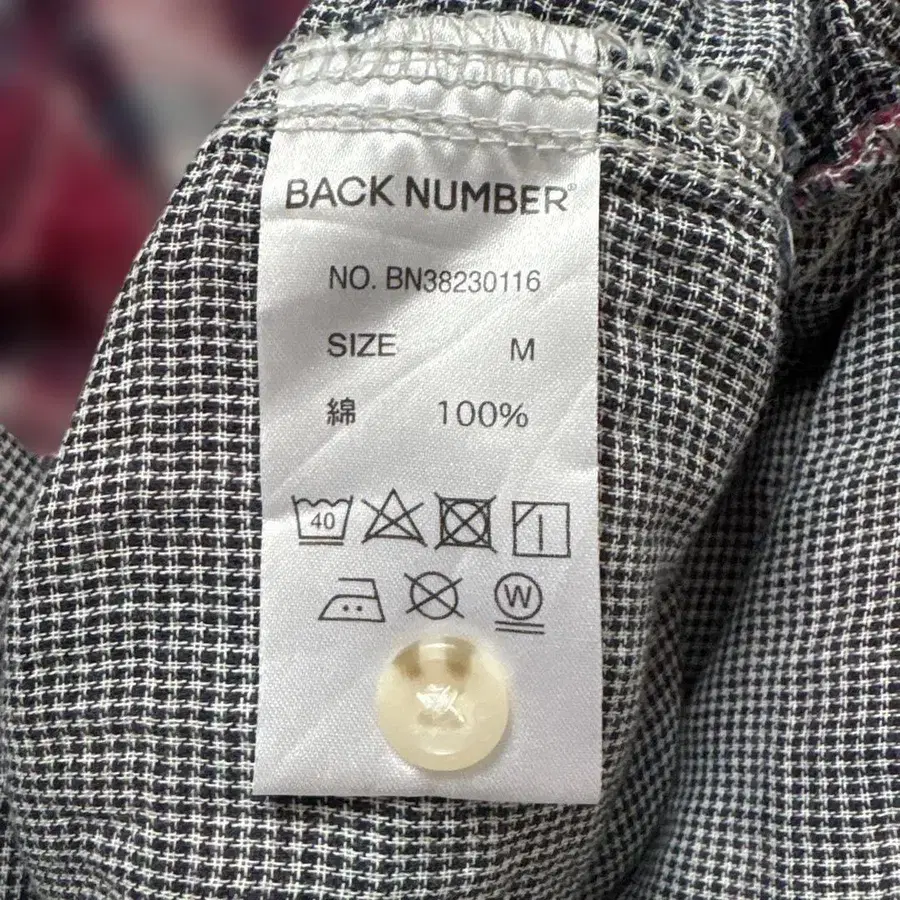 BACK NUMBER®
NO. BN38230116
SIZE M
綿 100%
40
W